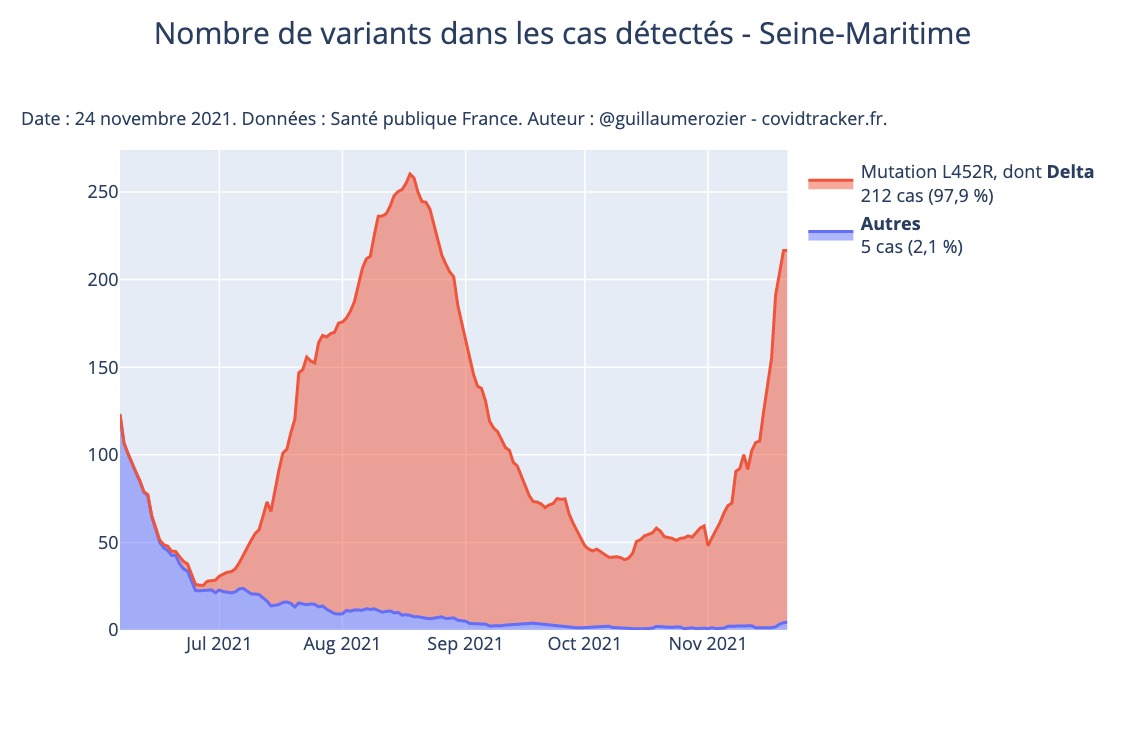 Nombre de variants dans les cas détectés - Seine-Maritime
Date : 24 novembre 2021. Données : Santé publique France. Auteur : @guillaumerozier - covidtracker.fr.
Mutation L452R, dont Delta
212 cas (97,9 %)
Autres
5 cas (2,1 %)
250
200
150
100
50
0
Jul 2021
Aug 2021
Sep 2021
Oct 2021
Nov 2021